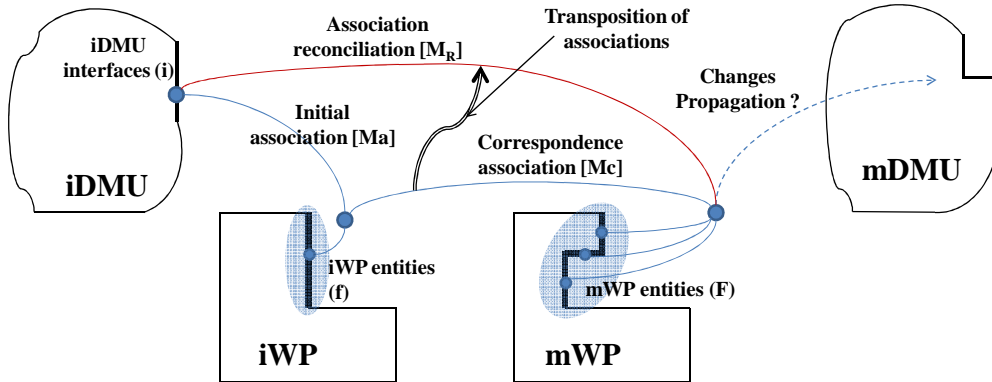 iDMU
interfaces (i)
iDMU
Association
reconciliation [MR]
Transposition of
associations
Initial
association [Ma]
Correspondence
association [Mc]
Changes
Propagation ?
mDMU
iWP entities
(f)
iWP
mWP entities (F)
mWP